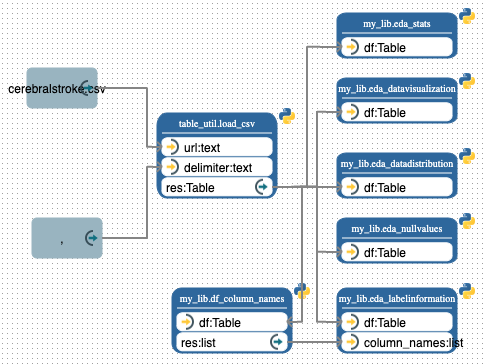 my_lib.eda_stats
df:Table
cerebralstroke.csv
my_lib.eda_datavisualization
df:Table
table_util.load_csv
url:text
delimiter:text
res:Table
my_lib.eda_datadistribution
df:Table
,
my_lib.eda_nullvalues
df:Table
my_lib.df_column_names
df:Table
res:list
my_lib.eda_labelinformation
df:Table
column_names:list